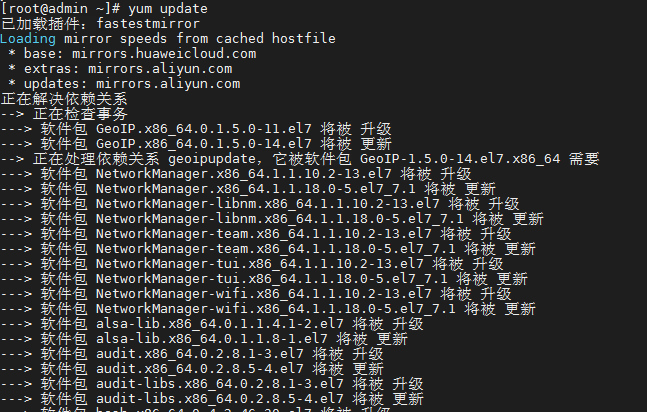 [root@admin ~]# yum update
已加载插件：fastestmirror
Loading mirror speeds from cached hostfile
 * base: mirrors.huaweicloud.com
 * extras: mirrors.aliyun.com
 * updates: mirrors.aliyun.com
正在解决依赖关系
--> 正在检查事务
---> 软件包 GeoIP.x86_64.0.1.5.0-11.el7 将被 升级
---> 软件包 GeoIP.x86_64.0.1.5.0-14.el7 将被 更新
--> 正在处理依赖关系 geoipupdate，它被软件包 GeoIP-1.5.0-14.el7.x86_64 需要
---> 软件包 NetworkManager.x86_64.1.1.10.2-13.el7 将被 升级
---> 软件包 NetworkManager.x86_64.1.1.18.0-5.el7_7.1 将被 更新
---> 软件包 NetworkManager-libnm.x86_64.1.1.10.2-13.el7 将被 升级
---> 软件包 NetworkManager-libnm.x86_64.1.1.18.0-5.el7_7.1 将被 更新
---> 软件包 NetworkManager-team.x86_64.1.1.10.2-13.el7 将被 升级
---> 软件包 NetworkManager-team.x86_64.1.1.18.0-5.el7_7.1 将被 更新
---> 软件包 NetworkManager-tui.x86_64.1.1.10.2-13.el7 将被 升级
---> 软件包 NetworkManager-tui.x86_64.1.1.18.0-5.el7_7.1 将被 更新
---> 软件包 NetworkManager-wifi.x86_64.1.1.10.2-13.el7 将被 升级
---> 软件包 NetworkManager-wifi.x86_64.1.1.18.0-5.el7_7.1 将被 更新
---> 软件包 alsa-lib.x86_64.0.1.1.4.1-2.el7 将被 升级
---> 软件包 alsa-lib.x86_64.0.1.1.8-1.el7 将被 更新
---> 软件包 audit.x86_64.0.2.8.1-3.el7 将被 升级
---> 软件包 audit.x86_64.0.2.8.5-4.el7 将被 更新
---> 软件包 audit-libs.x86_64.0.2.8.1-3.el7 将被 升级
---> 软件包 audit-libs.x86_64.0.2.8.5-4.el7 将被 更新